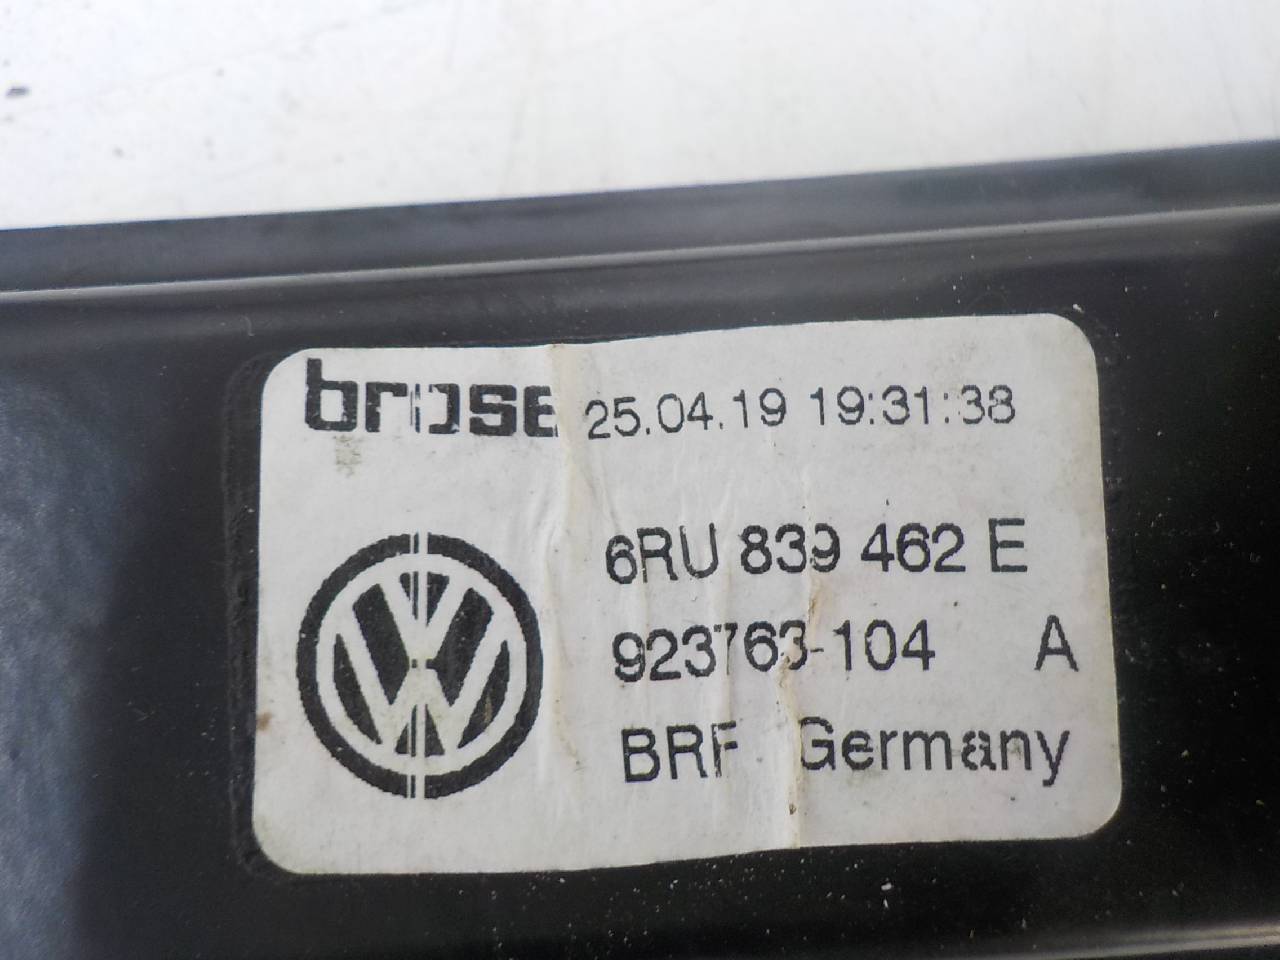 brose 25.04.19 19:31:38
6RU 839 462 E
923763-104 A
BRF Germany